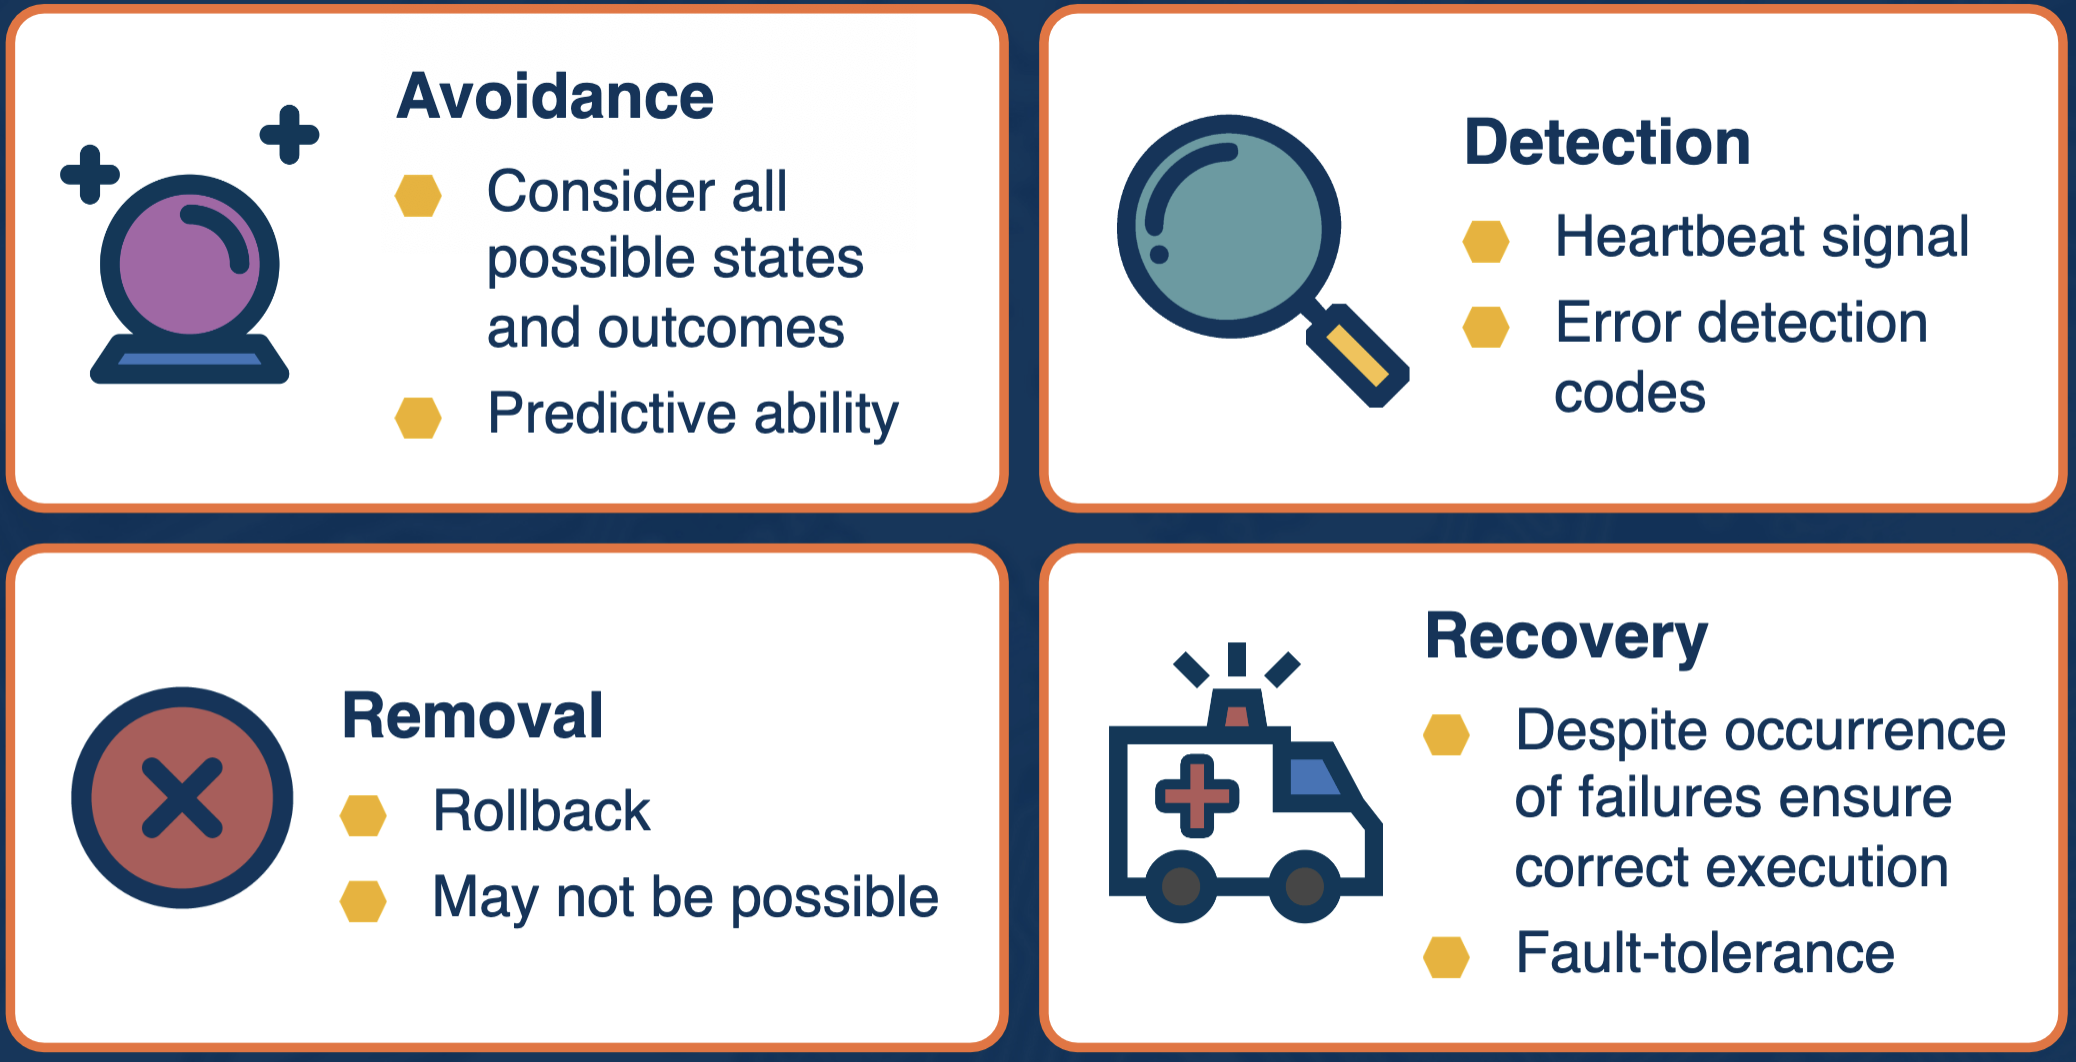 Avoidance
Consider all
possible states
and outcomes
Predictive ability
Detection
Heartbeat signal
Error detection
codes
Removal
Rollback
May not be possible
Recovery
Despite occurrence
of failures ensure
correct execution
Fault-tolerance